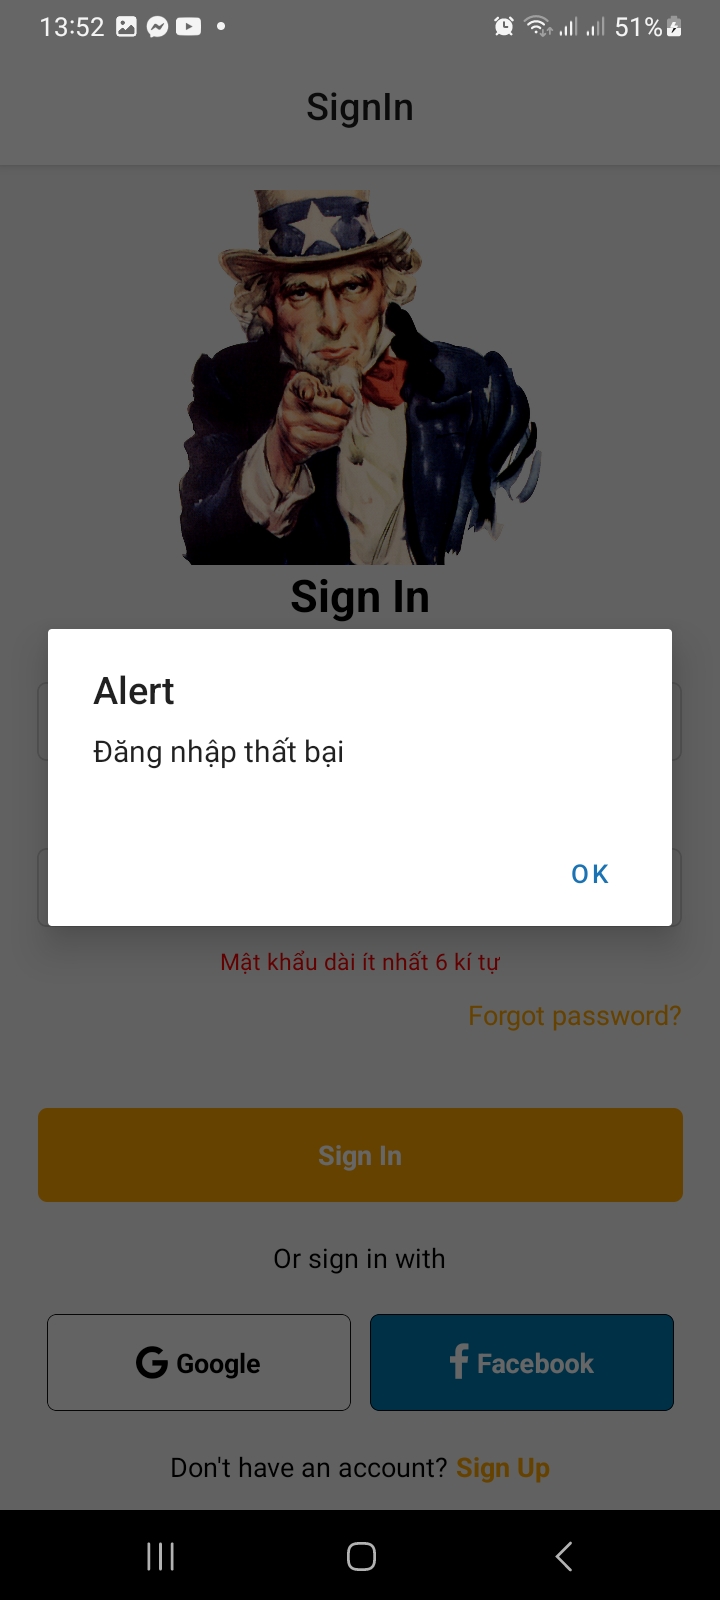 13:52
51%
SignIn
Sign In
Alert
Đăng nhập thất bại
OK
Mật khẩu dài ít nhất 6 kí tự
Forgot password?
Sign In
Or sign in with
Google
Facebook
Don't have an account? Sign Up